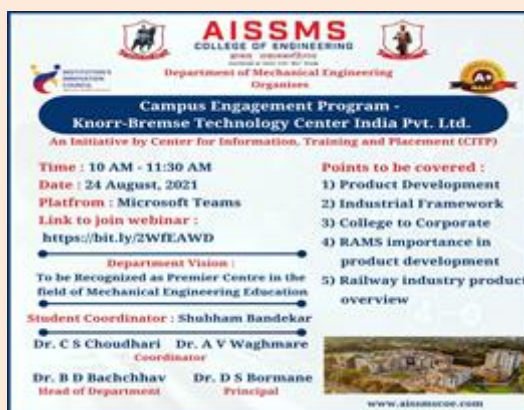 AISSMS
COLLEGE OF ENGINEERING
Department of Mechanical Engineering
Organises
INSTITUTION'S
INNOVATION
COUNCIL
A+
Campus Engagement Program -
Knorr-Bremse Technology Center India Pvt. Ltd.
An Initiative by Center for Information, Training and Placement (CITP)
Time : 10 AM - 11:30 AM
Date : 24 August, 2021
Platfrom : Microsoft Teams
Link to join webinar :
https://bit.ly/2WfEAWD
Department Vision :
To be Recognized as Premier Centre in the
field of Mechanical Engineering Education
Student Coordinator : Shubham Bandekar
Dr. C S Choudhari Dr. A V Waghmare
Coordinator
Dr. B D Bachchhav Dr. D S Bormane
Head of Department Principal
Points to be covered :
1) Product Development
2) Industrial Framework
3) College to Corporate
4) RAMS importance in
product development
5) Railway industry product
overview
www.aissmscoe.com